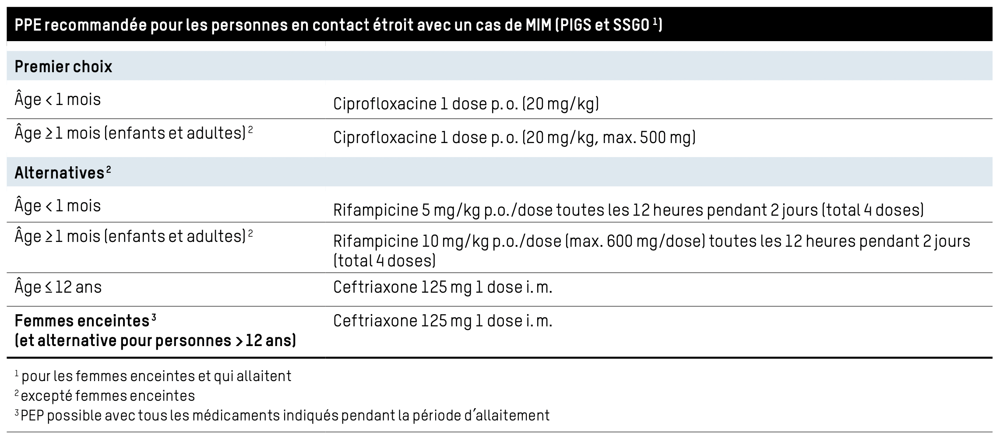 PPE recommandée pour les personnes en contact étroit avec un cas de MIM (PIGS et SSGO ¹)
Premier choix
Âge < 1 mois
Ciprofloxacine 1 dose p. o. (20 mg/kg)
Âge ≥ 1 mois (enfants et adultes) ²
Ciprofloxacine 1 dose p. o. (20 mg/kg, max. 500 mg)
Alternatives ²
Âge < 1 mois
Rifampicine 5 mg/kg p.o./dose toutes les 12 heures pendant 2 jours (total 4 doses)
Âge ≥ 1 mois (enfants et adultes) ²
Rifampicine 10 mg/kg p.o./dose (max. 600 mg/dose) toutes les 12 heures pendant 2 jours
(total 4 doses)
Âge ≤ 12 ans
Ceftriaxone 125 mg 1 dose i. m.
Femmes enceintes ³
(et alternative pour personnes > 12 ans)
Ceftriaxone 125 mg 1 dose i. m.
¹ pour les femmes enceintes et qui allaitent
² excepté femmes enceintes
³ PEP possible avec tous les médicaments indiqués pendant la période d’allaitement